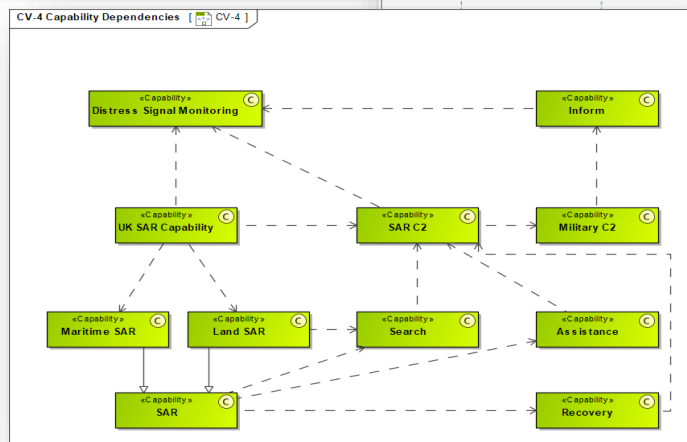 CV-4 Capability Dependencies [ CV-4 ]
«Capability» C
Distress Signal Monitoring
«Capability» C
Inform
«Capability» C
UK SAR Capability
«Capability» C
SAR C2
«Capability» C
Military C2
«Capability» C
Maritime SAR
«Capability» C
Land SAR
«Capability» C
Search
«Capability» C
Assistance
«Capability» C
SAR
«Capability» C
Recovery